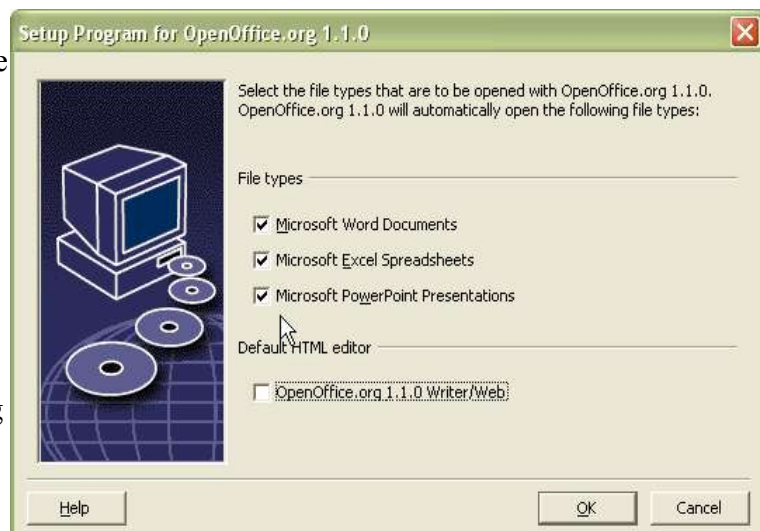 Setup Program for OpenOffice.org 1.1.0
e
Select the file types that are to be opened with OpenOffice.org 1.1.0.
OpenOffice.org 1.1.0 will automatically open the following file types:
File types
Microsoft Word Documents
Microsoft Excel Spreadsheets
Microsoft PowerPoint Presentations
Default HTML editor
OpenOffice.org 1.1.0 Writer/Web
g
Help
OK
Cancel